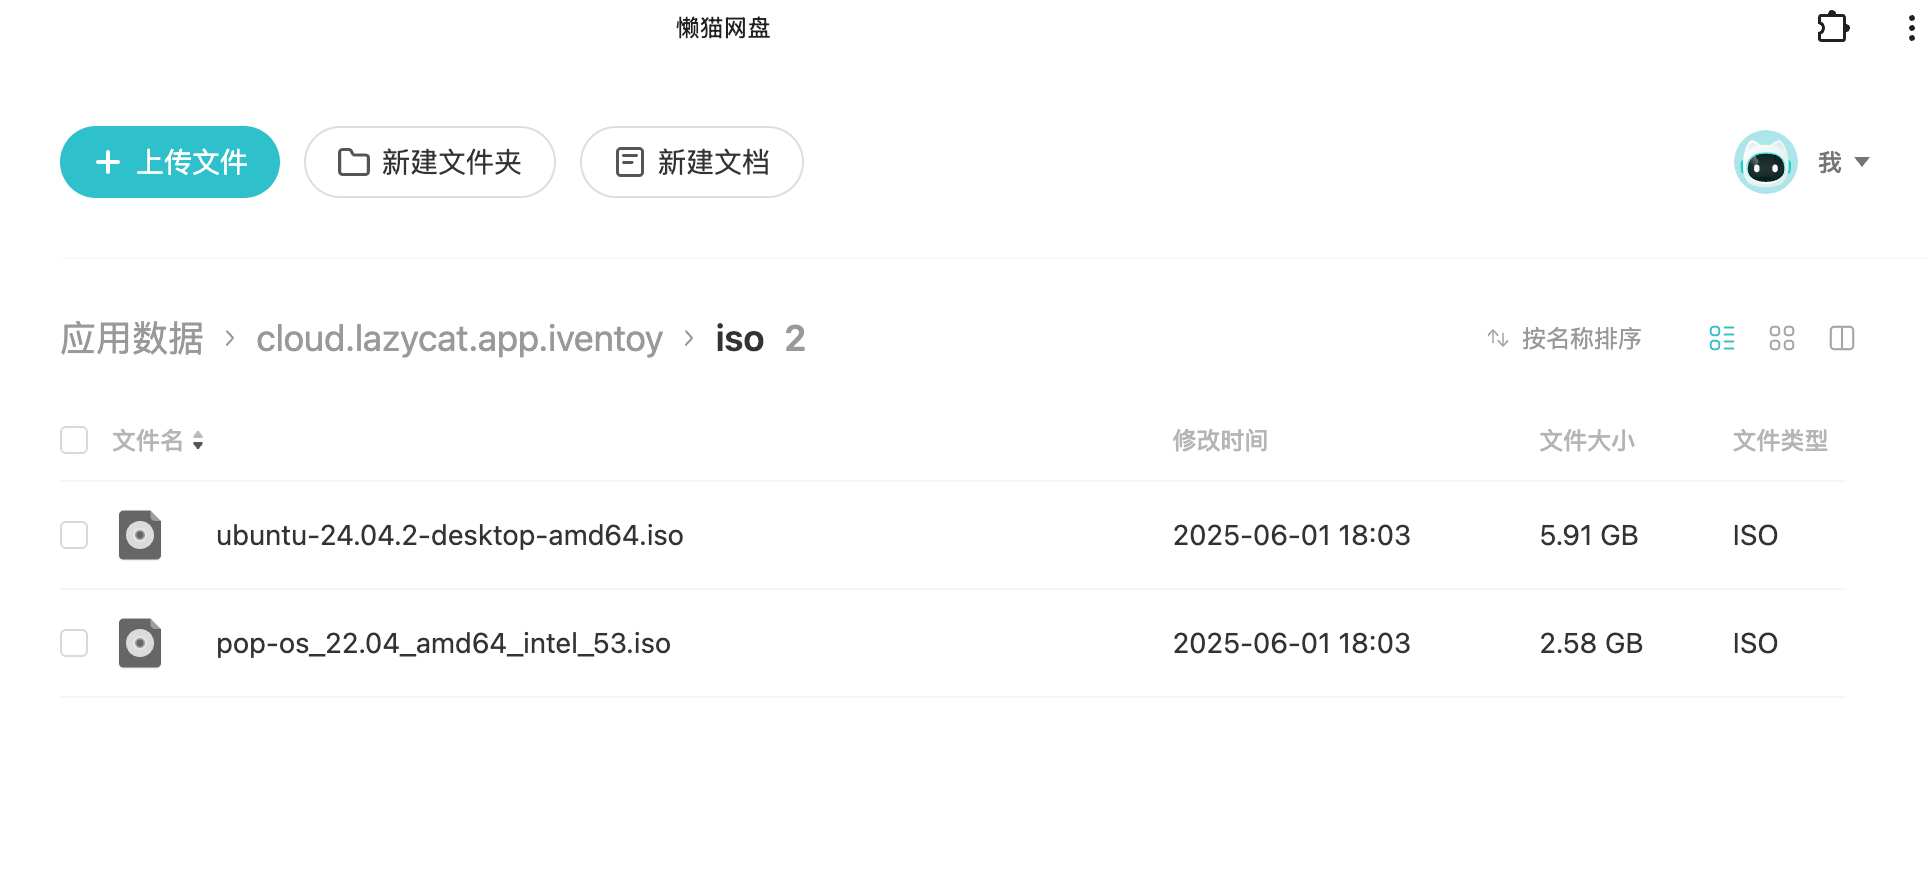 懒猫网盘
上传文件 新建文件夹 新建文档 我
应用数据 › cloud.lazycat.app.iventoy › iso 2 按名称排序
文件名 修改时间 文件大小 文件类型
ubuntu-24.04.2-desktop-amd64.iso 2025-06-01 18:03 5.91 GB ISO
pop-os_22.04_amd64_intel_53.iso 2025-06-01 18:03 2.58 GB ISO